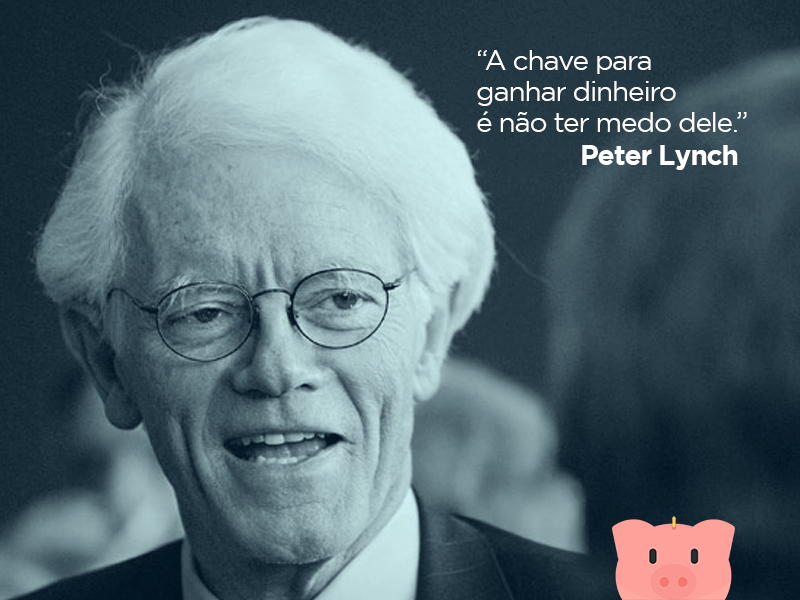 “A chave para
ganhar dinheiro
é não ter medo dele.”
Peter Lynch